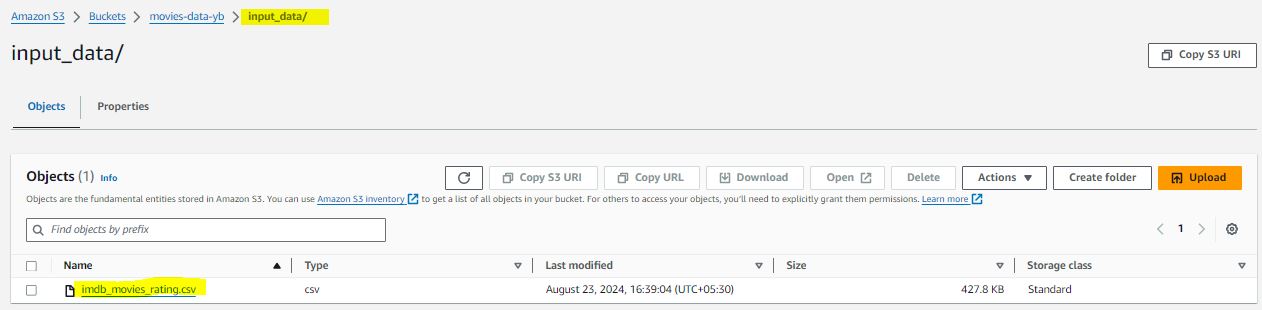 Amazon S3 > Buckets > movies-data-yb > input_data/
input_data/
Copy S3 URI
Objects Properties
Objects (1) Info
Copy S3 URI Copy URL Download Open Delete Actions Create folder Upload
Objects are the fundamental entities stored in Amazon S3. You can use Amazon S3 inventory to get a list of all objects in your bucket. For others to access your objects, you'll need to explicitly grant them permissions. Learn more
Find objects by prefix
1
Name Type Last modified Size Storage class
imdb_movies_rating.csv csv August 23, 2024, 16:39:04 (UTC+05:30) 427.8 KB Standard